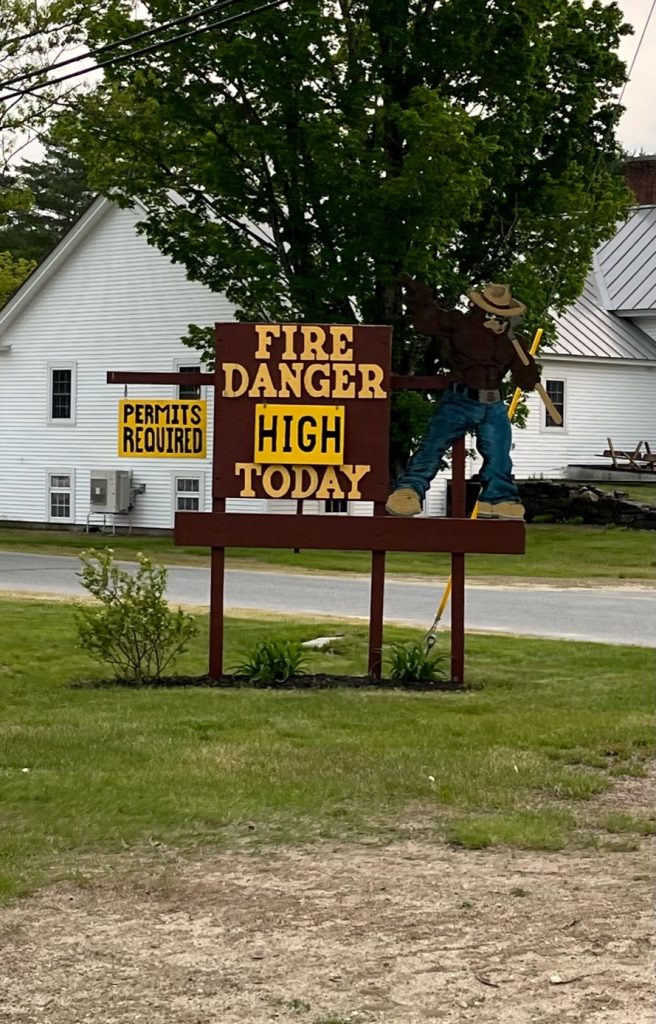 FIRE
DANGER
HIGH
TODAY
PERMITS
REQUIRED